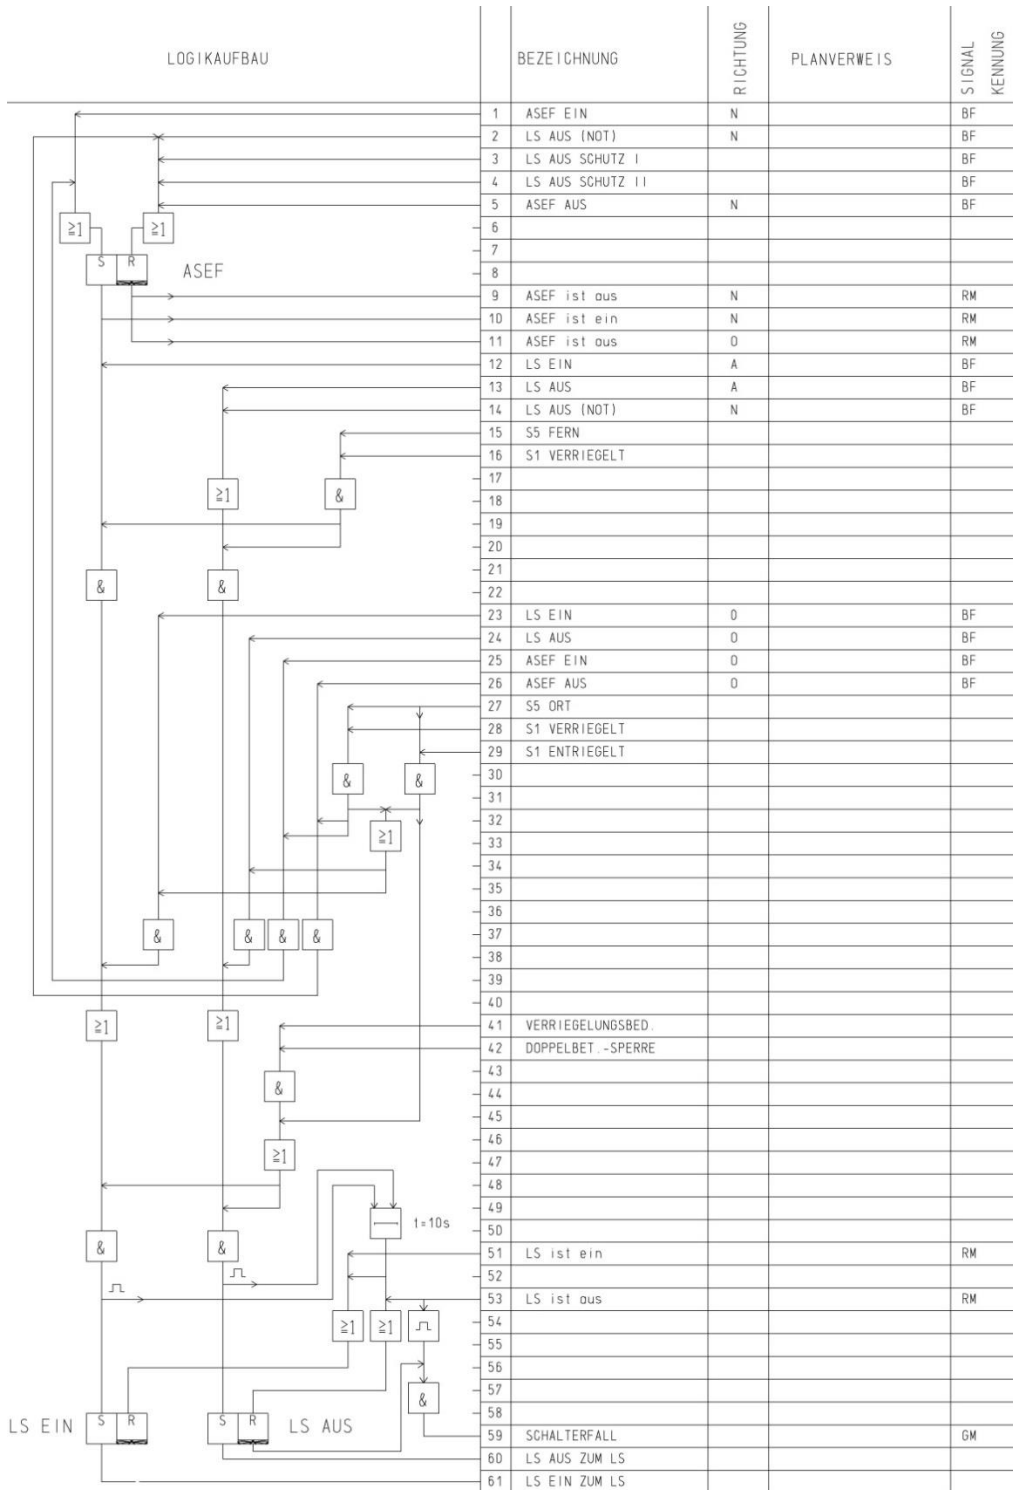 LOGIKAUFBAU BEZEICHNUNG RICHTUNG PLANVERWEIS SIGNAL KENNUNG
1 ASEF EIN N BF
2 LS AUS (NOT) N BF
3 LS AUS SCHUTZ I BF
4 LS AUS SCHUTZ II BF
5 ASEF AUS N BF
≧1 ≧1
6
7
S R ASEF
8
9 ASEF ist aus N RM
10 ASEF ist ein N RM
11 ASEF ist aus O RM
12 LS EIN A BF
13 LS AUS A BF
14 LS AUS (NOT) N BF
15 S5 FERN
16 S1 VERRIEGELT
17
≧1 &
18
19
20
21
& &
22
23 LS EIN O BF
24 LS AUS O BF
25 ASEF EIN O BF
26 ASEF AUS O BF
27 S5 ORT
28 S1 VERRIEGELT
29 S1 ENTRIEGELT
& &
30
31
32
≧1
33
34
35
36
& & & &
37
38
39
40
≧1 ≧1
41 VERRIEGELUNGSBED.
42 DOPPELBET.-SPERRE
43
&
44
45
46
≧1
47
48
49
t=10s
50
& &
51 LS ist ein RM
52
53 LS ist aus RM
54
≧1 ≧1
55
56
57
&
58
LS EIN S R S R LS AUS
59 SCHALTERFALL GM
60 LS AUS ZUM LS
61 LS EIN ZUM LS